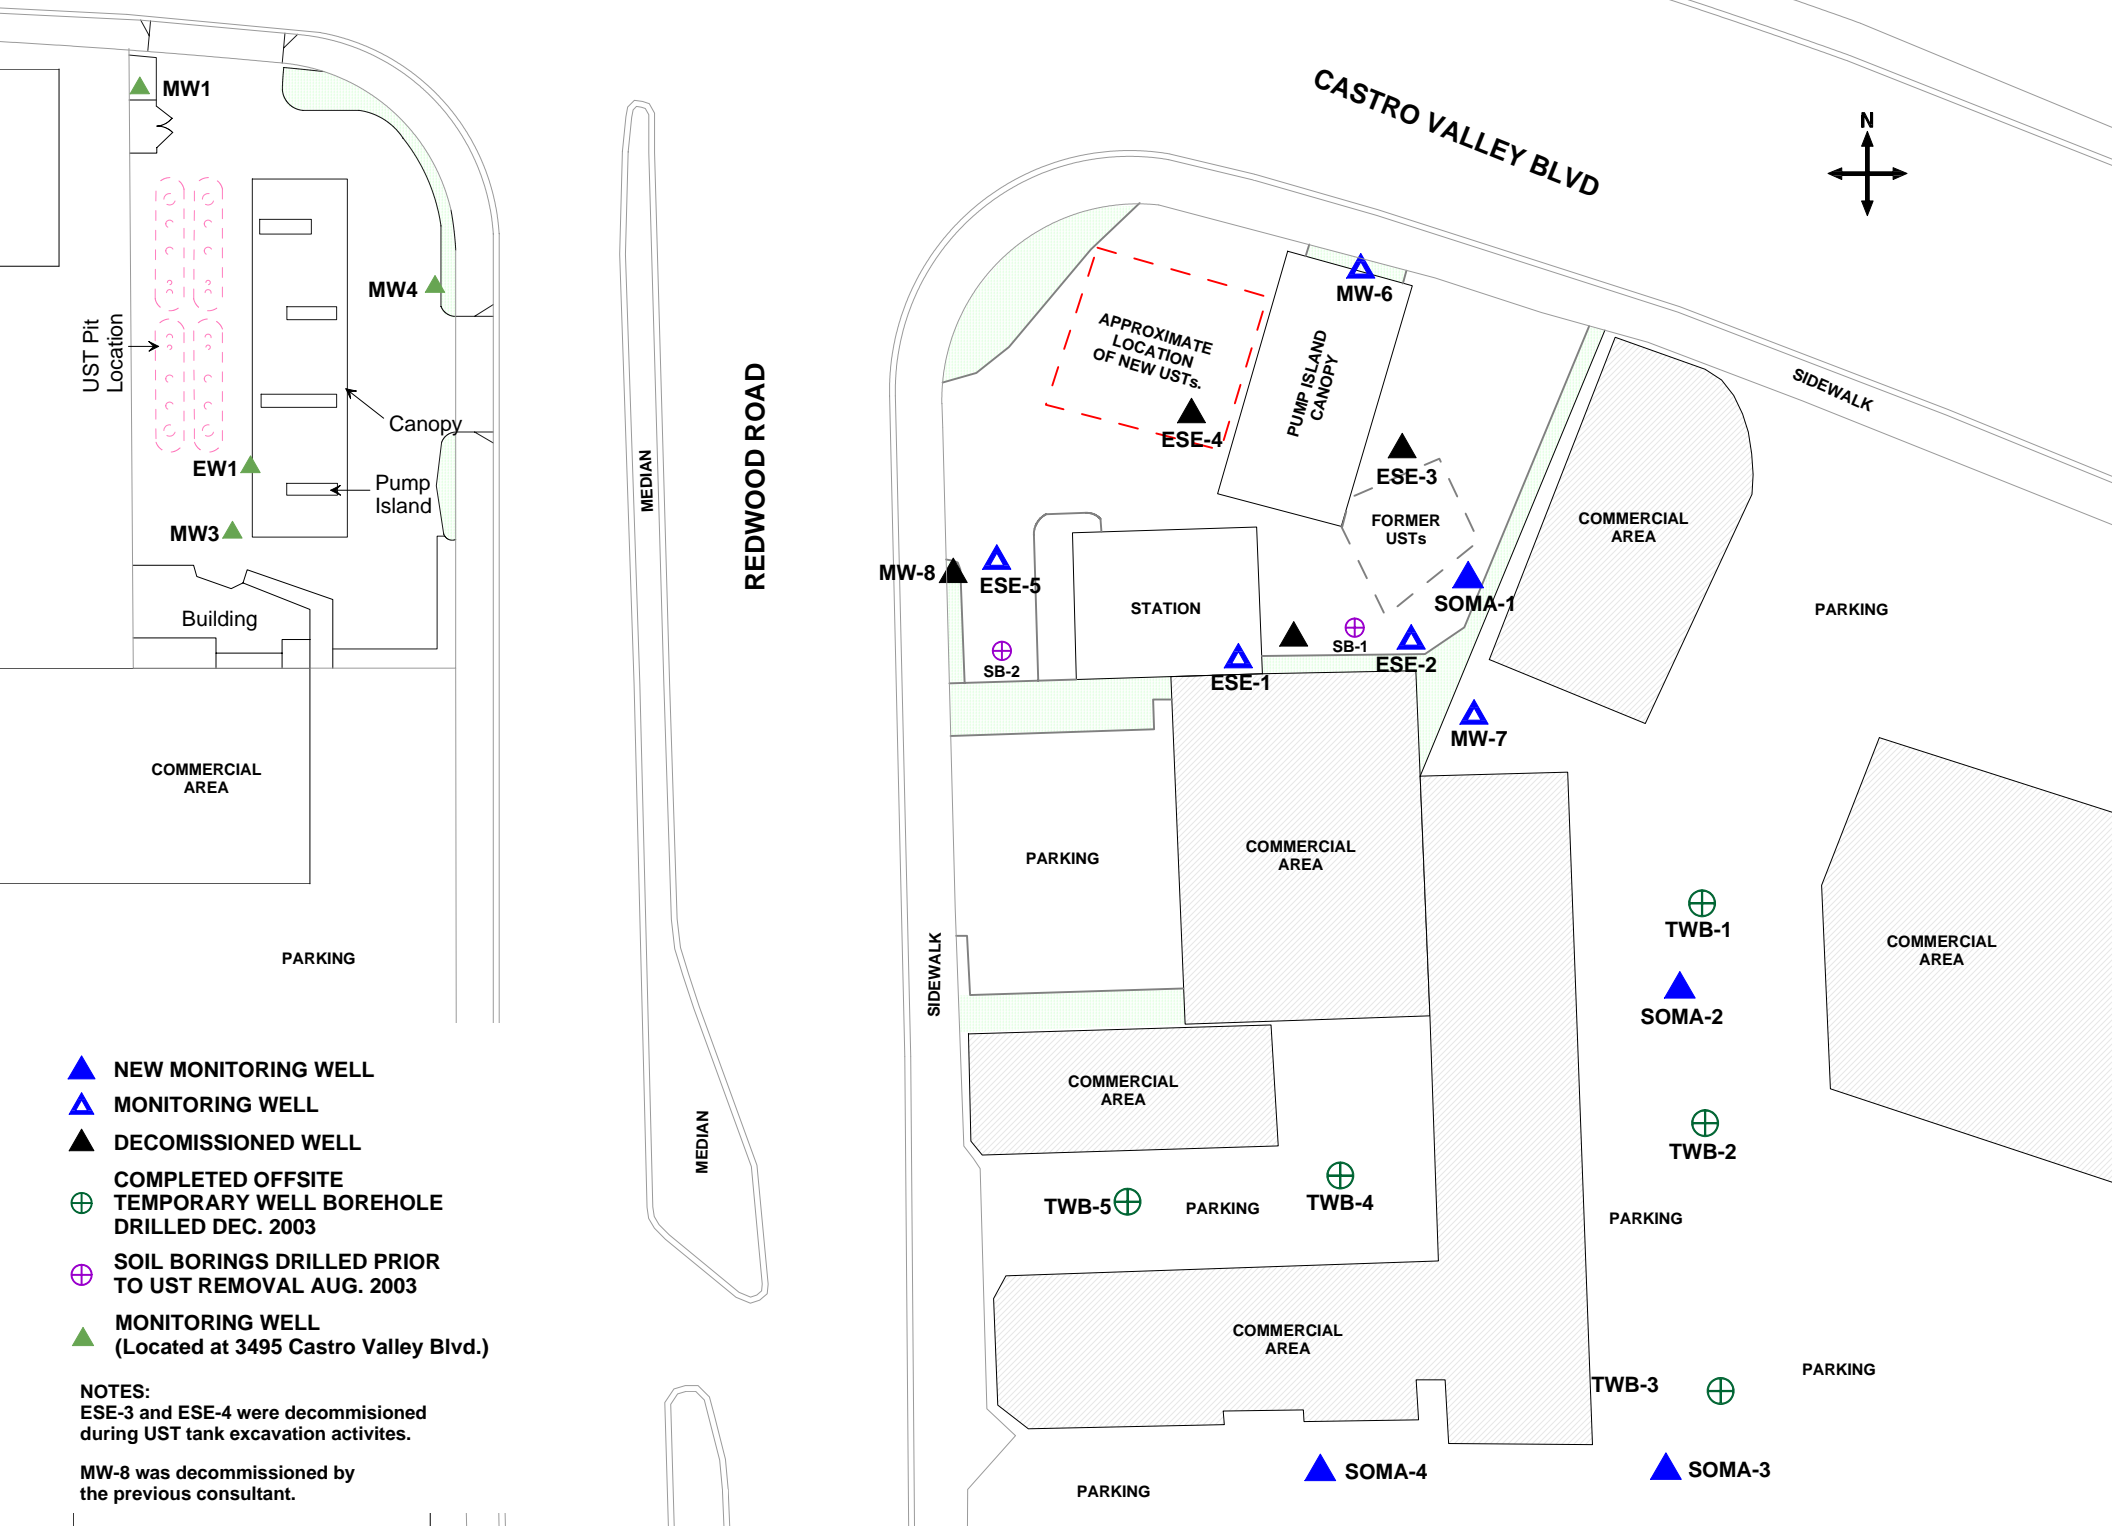 MW1
CASTRO VALLEY BLVD
N
MW4
MW-6
UST Pit
Location
APPROXIMATE
LOCATION
OF NEW USTs.
PUMP ISLAND
CANOPY
SIDEWALK
Canopy
ESE-4
ESE-3
EW1
Pump
Island
MEDIAN
REDWOOD ROAD
FORMER
USTs
COMMERCIAL
AREA
MW3
MW-8
ESE-5
STATION
SOMA-1
PARKING
Building
SB-2
SB-1
ESE-1
ESE-2
MW-7
COMMERCIAL
AREA
PARKING
COMMERCIAL
AREA
TWB-1
COMMERCIAL
AREA
PARKING
SIDEWALK
SOMA-2
NEW MONITORING WELL
MONITORING WELL
DECOMISSIONED WELL
COMPLETED OFFSITE
TEMPORARY WELL BOREHOLE
DRILLED DEC. 2003
SOIL BORINGS DRILLED PRIOR
TO UST REMOVAL AUG. 2003
MONITORING WELL
(Located at 3495 Castro Valley Blvd.)
NOTES:
ESE-3 and ESE-4 were decommisioned
during UST tank excavation activites.
MW-8 was decommissioned by
the previous consultant.
MEDIAN
COMMERCIAL
AREA
TWB-2
TWB-5
PARKING
TWB-4
PARKING
COMMERCIAL
AREA
TWB-3
PARKING
SOMA-4
SOMA-3
PARKING